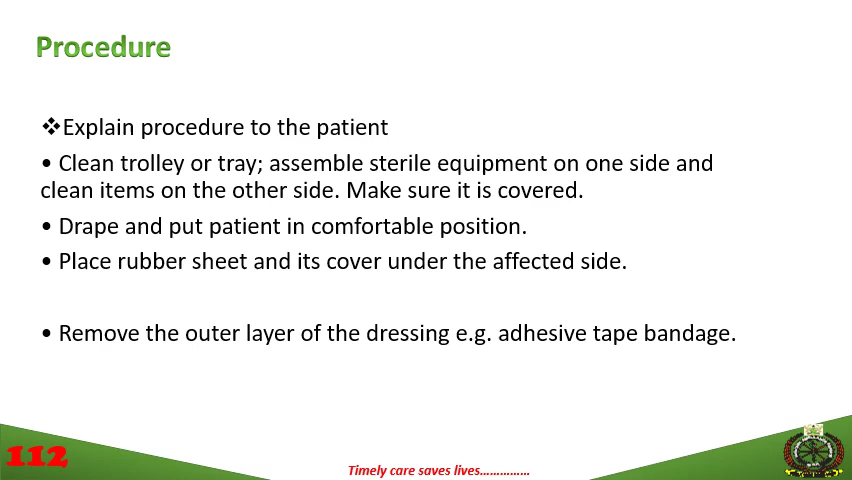 Procedure
❖Explain procedure to the patient
• Clean trolley or tray; assemble sterile equipment on one side and
clean items on the other side. Make sure it is covered.
• Drape and put patient in comfortable position.
• Place rubber sheet and its cover under the affected side.
• Remove the outer layer of the dressing e.g. adhesive tape bandage.
112
Timely care saves lives……………